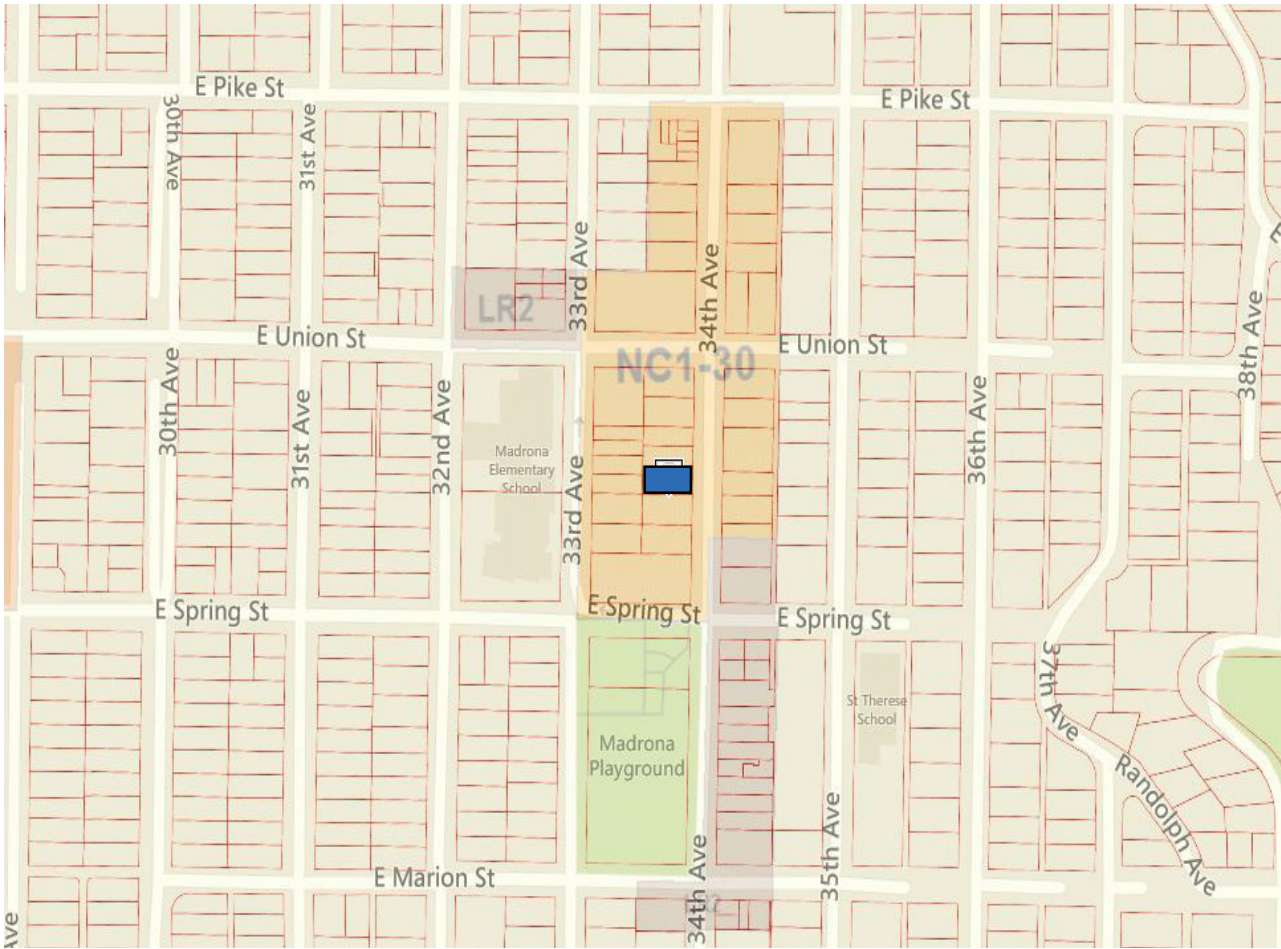 E Pike St
E Pike St
30th Ave
31st Ave
33rd Ave
34th Ave
LR2
E Union St
E Union St
NC1-30
38th Ave
30th Ave
31st Ave
32nd Ave
33rd Ave
36th Ave
Madrona
Elementary
School
E Spring St
E Spring St
E Spring St
37th Ave
St Therese
School
Madrona
Playground
Randolph Ave
34th Ave
35th Ave
E Marion St
Ave